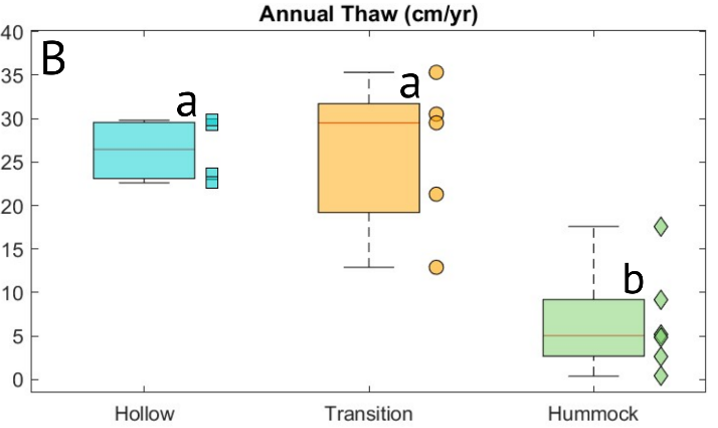 Annual Thaw (cm/yr)
B
40
35
30
25
20
15
10
5
0
a
a
b
Hollow
Transition
Hummock